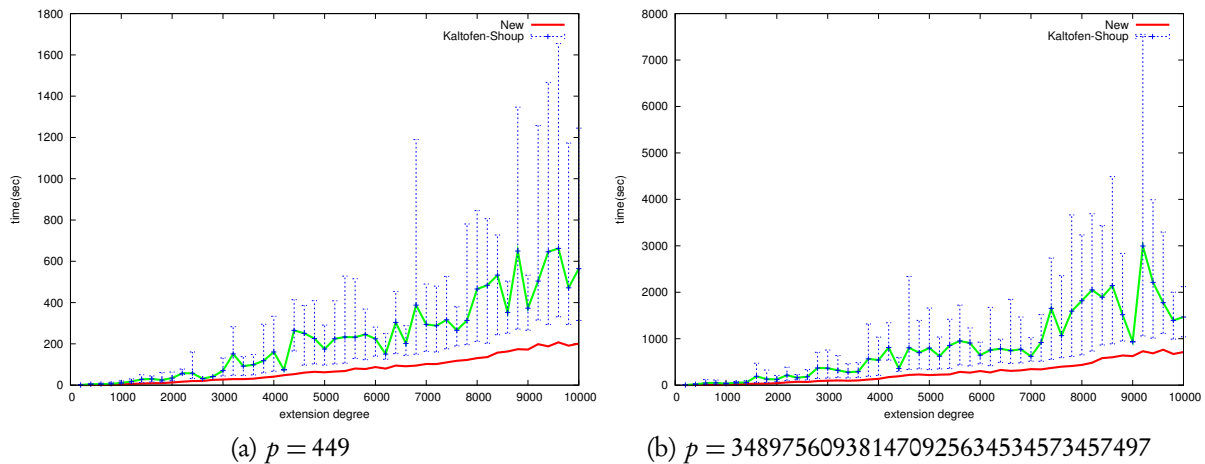 1800
1600
1400
1200
1000
800
600
400
200
0
time(sec)
0 1000 2000 3000 4000 5000 6000 7000 8000 9000 10000
extension degree
New
Kaltofen-Shoup
(a) p = 449
8000
7000
6000
5000
4000
3000
2000
1000
0
time(sec)
0 1000 2000 3000 4000 5000 6000 7000 8000 9000 10000
extension degree
New
Kaltofen-Shoup
(b) p = 348975609381470925634534573457497